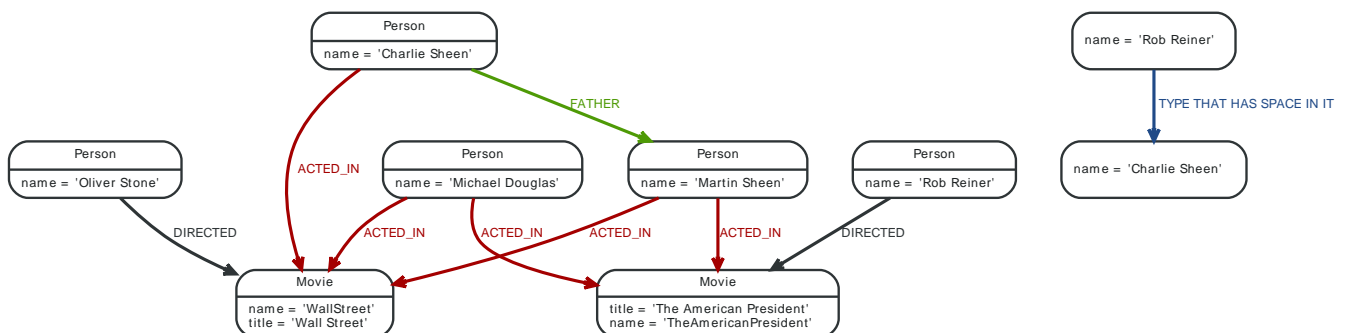 Person
name = 'Charlie Sheen'
name = 'Rob Reiner'
FATHER
TYPE THAT HAS SPACE IN IT
Person
name = 'Oliver Stone'
ACTED_IN
Person
name = 'Michael Douglas'
Person
name = 'Martin Sheen'
Person
name = 'Rob Reiner'
name = 'Charlie Sheen'
DIRECTED
ACTED_IN
ACTED_IN
ACTED_IN
ACTED_IN
DIRECTED
Movie
name = 'WallStreet'
title = 'Wall Street'
Movie
title = 'The American President'
name = 'TheAmericanPresident'